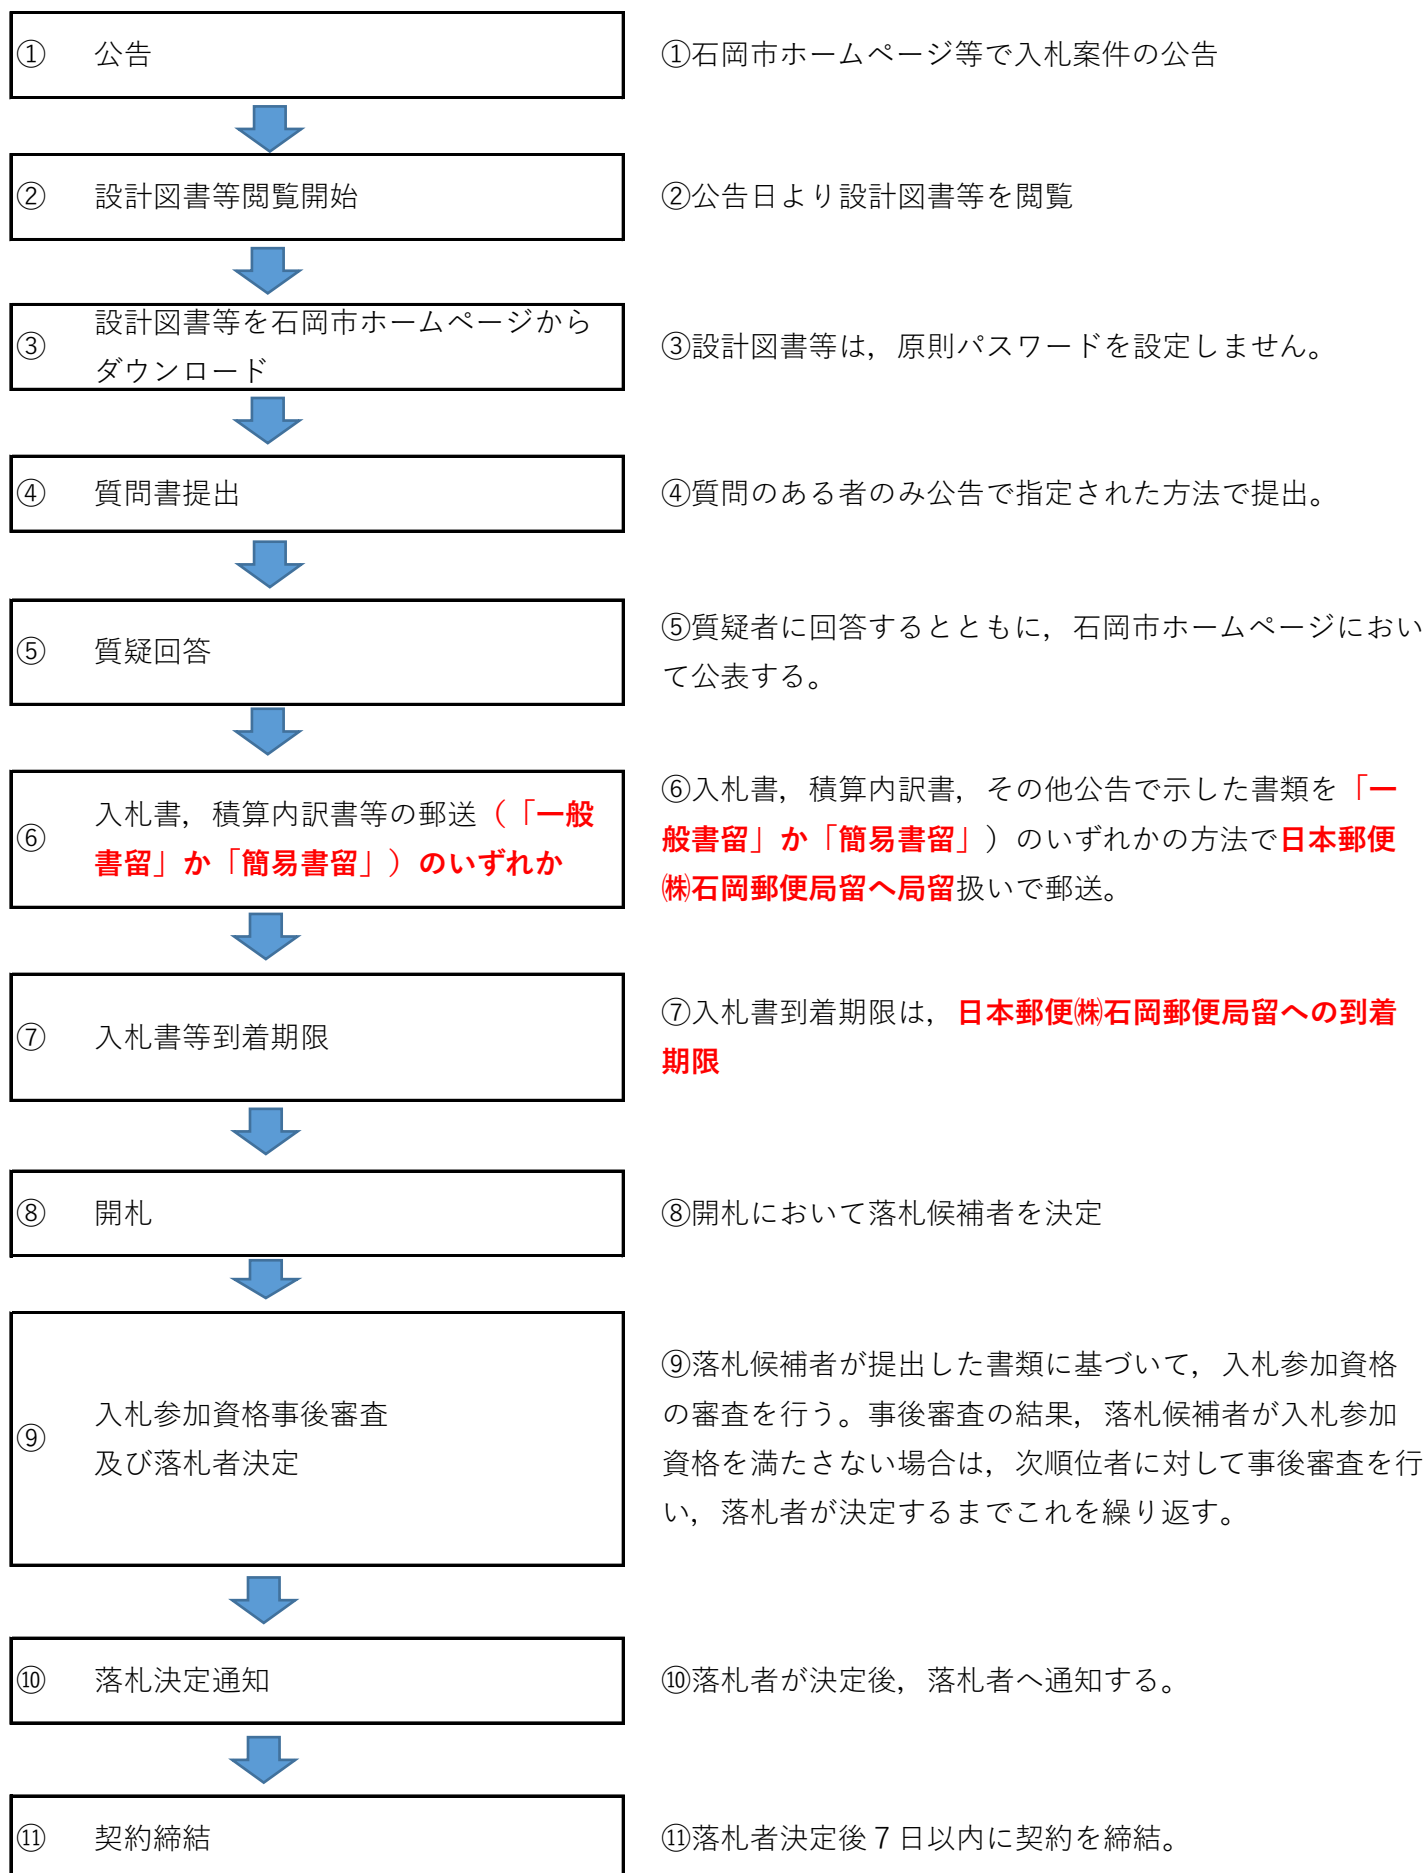 ① 公告
①石岡市ホームページ等で入札案件の公告
② 設計図書等閲覧開始
②公告日より設計図書等を閲覧
③ 設計図書等を石岡市ホームページから
ダウンロード
③設計図書等は，原則パスワードを設定しません。
④ 質問書提出
④質問のある者のみ公告で指定された方法で提出。
⑤ 質疑回答
⑤質疑者に回答するとともに，石岡市ホームページにおい
て公表する。
⑥ 入札書，積算内訳書等の郵送（「一般
書留」か「簡易書留」）のいずれか
⑥入札書，積算内訳書，その他公告で示した書類を「一
般書留」か「簡易書留」）のいずれかの方法で日本郵便
㈱石岡郵便局留へ局留扱いで郵送。
⑦ 入札書等到着期限
⑦入札書到着期限は，日本郵便㈱石岡郵便局留への到着
期限
⑧ 開札
⑧開札において落札候補者を決定
⑨ 入札参加資格事後審査
及び落札者決定
⑨落札候補者が提出した書類に基づいて，入札参加資格
の審査を行う。事後審査の結果，落札候補者が入札参加
資格を満たさない場合は，次順位者に対して事後審査を行
い，落札者が決定するまでこれを繰り返す。
⑩ 落札決定通知
⑩落札者が決定後，落札者へ通知する。
⑪ 契約締結
⑪落札者決定後７日以内に契約を締結。